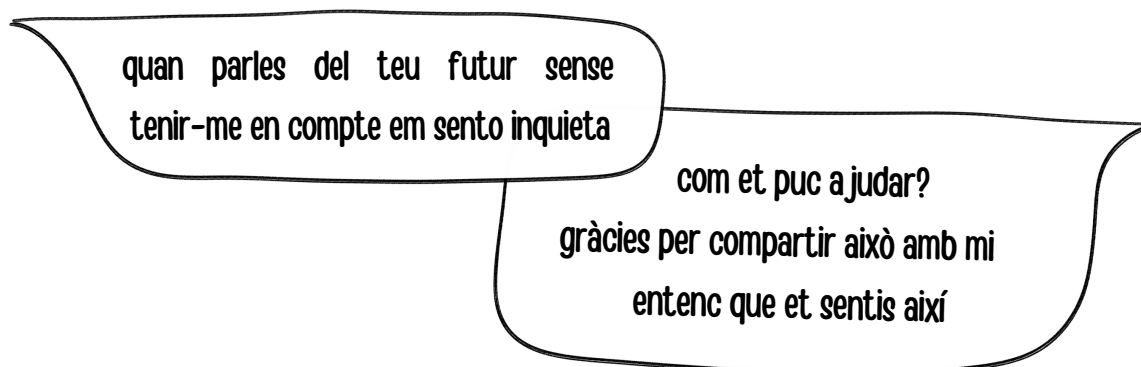 quan parles del teu futur sense
tenir-me en compte em sento inquieta
com et puc ajudar?
gràcies per compartir això amb mi
entenc que et sentis així